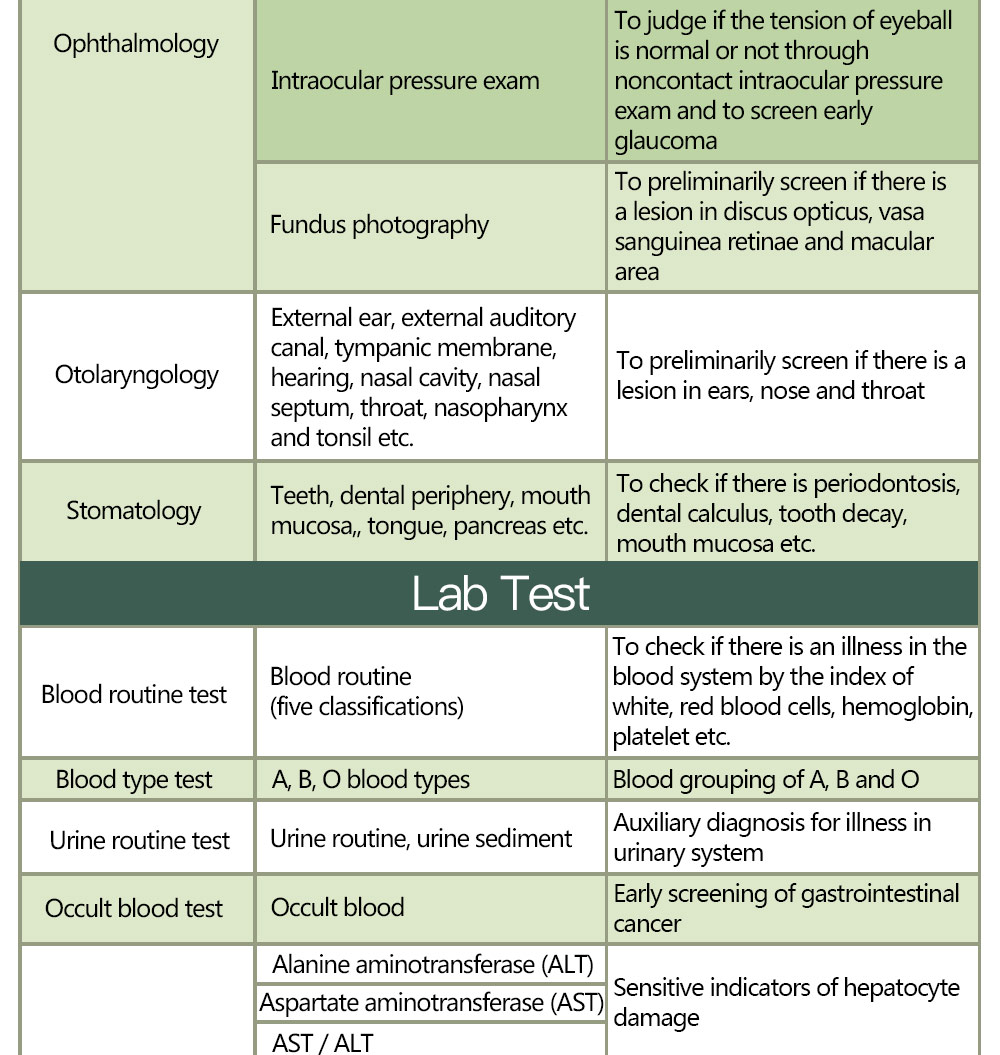 Ophthalmology
Intraocular pressure exam
To judge if the tension of eyeball
is normal or not through
noncontact intraocular pressure
exam and to screen early
glaucoma
Fundus photography
To preliminarily screen if there is
a lesion in discus opticus, vasa
sanguinea retinae and macular
area
Otolaryngology
External ear, external auditory
canal, tympanic membrane,
hearing, nasal cavity, nasal
septum, throat, nasopharynx
and tonsil etc.
To preliminarily screen if there is a
lesion in ears, nose and throat
Stomatology
Teeth, dental periphery, mouth
mucosa,, tongue, pancreas etc.
To check if there is periodontosis,
dental calculus, tooth decay,
mouth mucosa etc.
Lab Test
Blood routine test
Blood routine
(five classifications)
To check if there is an illness in the
blood system by the index of
white, red blood cells, hemoglobin,
platelet etc.
Blood type test
A, B, O blood types
Blood grouping of A, B and O
Urine routine test
Urine routine, urine sediment
Auxiliary diagnosis for illness in
urinary system
Occult blood test
Occult blood
Early screening of gastrointestinal
cancer
Alanine aminotransferase (ALT)
Aspartate aminotransferase (AST)
AST / ALT
Sensitive indicators of hepatocyte
damage